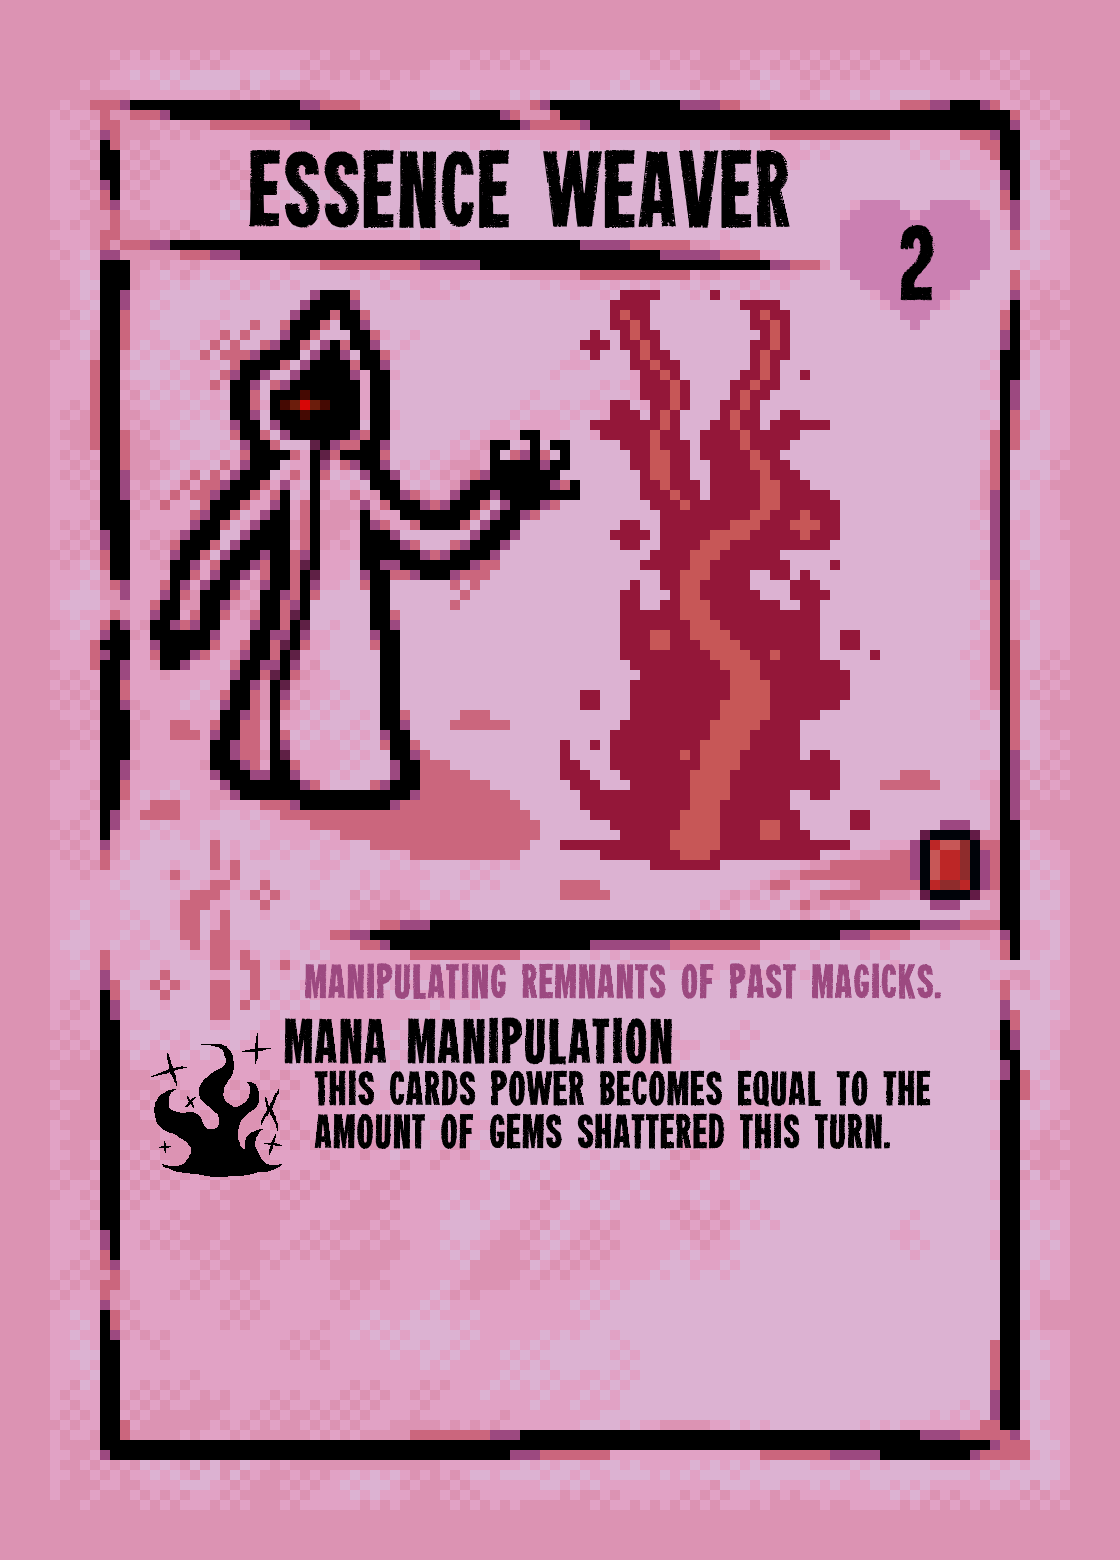 ESSENCE WEAVER
2
MANIPULATING REMNANTS OF PAST MAGICKS.
MANA MANIPULATION
THIS CARDS POWER BECOMES EQUAL TO THE
AMOUNT OF GEMS SHATTERED THIS TURN.